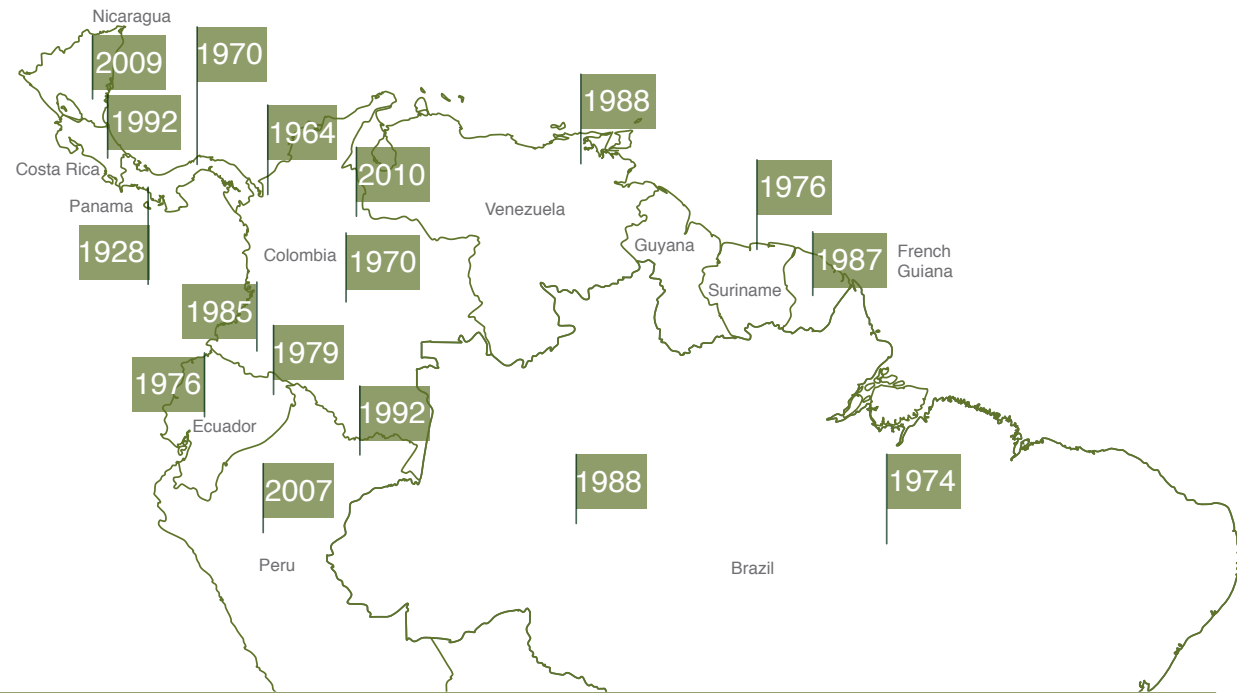 Nicaragua
2009
1970
1992
1964
1988
Costa Rica
2010
1976
Panama
Venezuela
1928
Colombia
1970
Guyana
1987
French
Guiana
Suriname
1985
1979
1976
1992
Ecuador
2007
1988
1974
Peru
Brazil